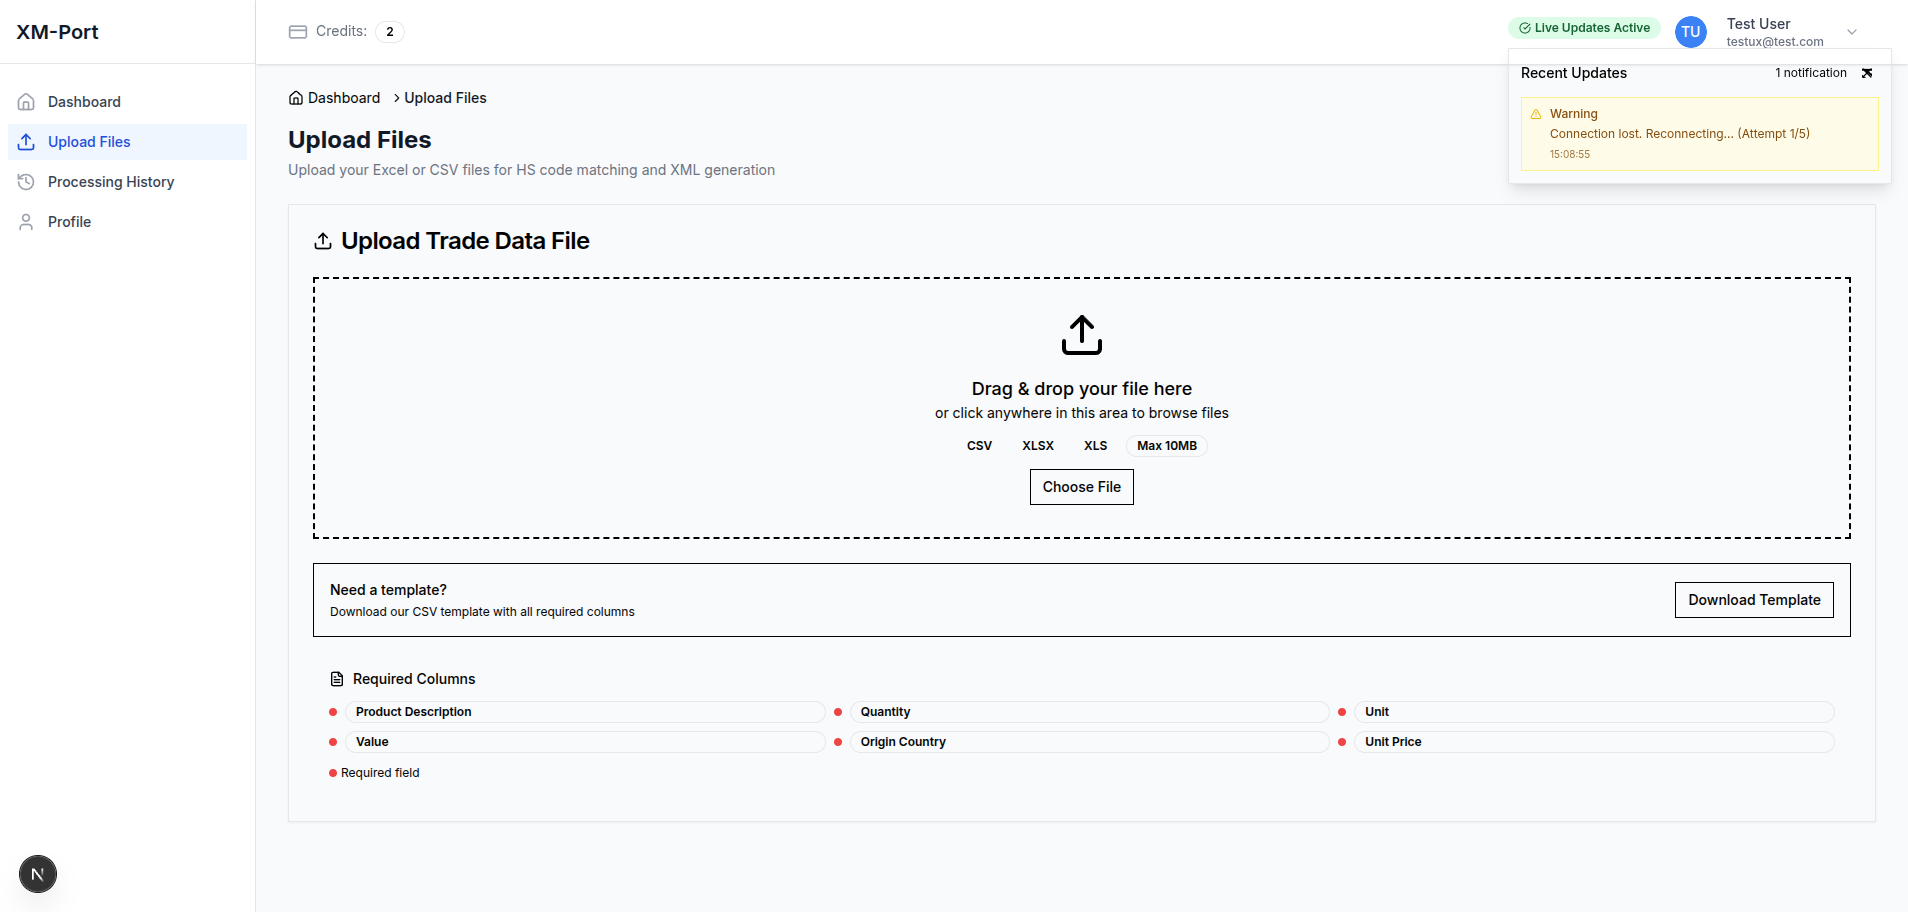 XM-Port
Dashboard
Upload Files
Processing History
Profile
Credits: 2
Live Updates Active
TU
Test User
testux@test.com
Recent Updates
1 notification
Warning
Connection lost. Reconnecting... (Attempt 1/5)
15:08:55
Dashboard > Upload Files
Upload Files
Upload your Excel or CSV files for HS code matching and XML generation
Upload Trade Data File
Drag & drop your file here
or click anywhere in this area to browse files
CSV XLSX XLS Max 10MB
Choose File
Need a template?
Download our CSV template with all required columns
Download Template
Required Columns
Product Description Quantity Unit
Value Origin Country Unit Price
Required field
N